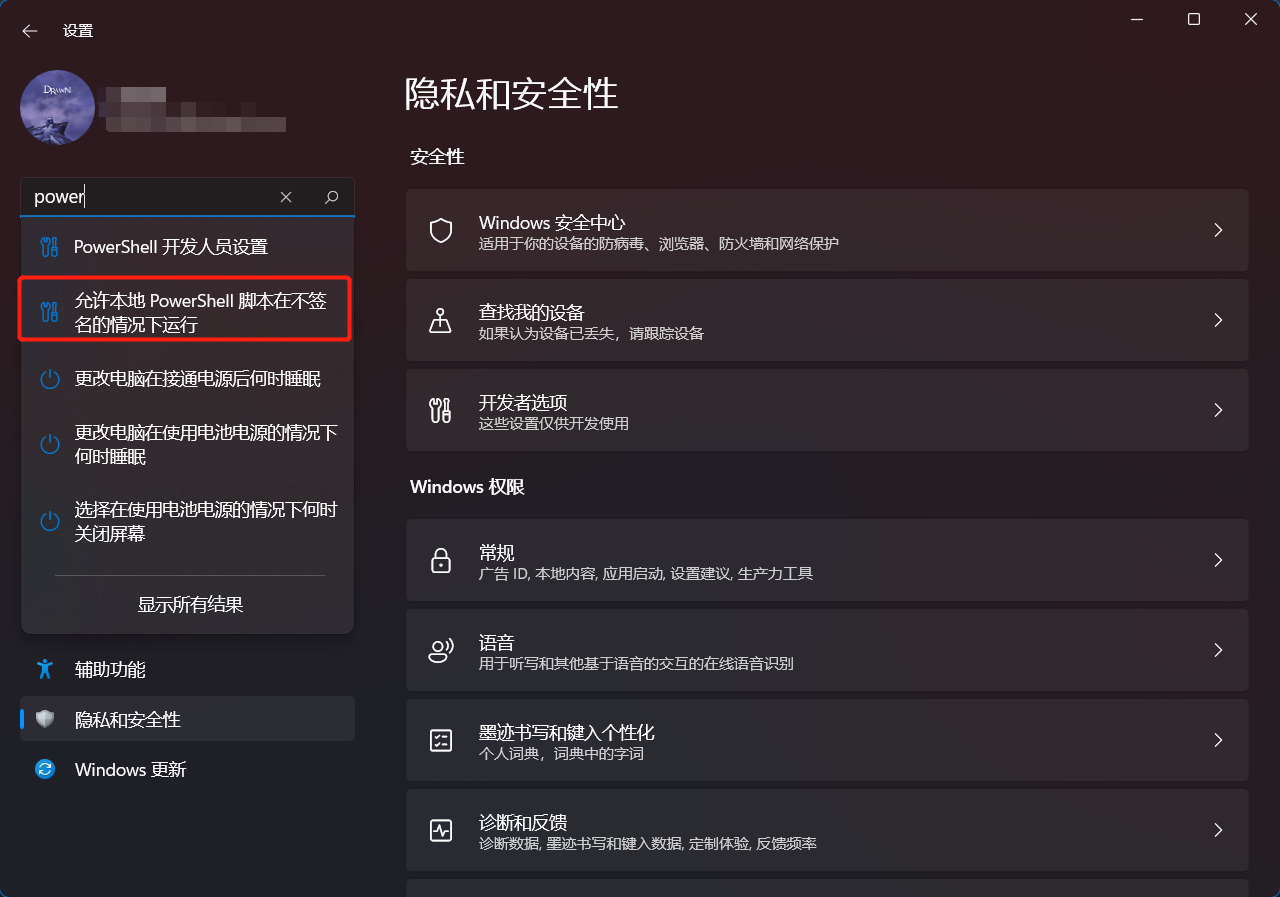 设置
DRAWN
power
PowerShell 开发人员设置
允许本地 PowerShell 脚本在不签
名的情况下运行
更改电脑在接通电源后何时睡眠
更改电脑在使用电池电源的情况下
何时睡眠
选择在使用电池电源的情况下何时
关闭屏幕
显示所有结果
辅助功能
隐私和安全性
Windows 更新
隐私和安全性
安全性
Windows 安全中心
适用于你的设备的防病毒、浏览器、防火墙和网络保护
查找我的设备
如果认为设备已丢失，请跟踪设备
开发者选项
这些设置仅供开发使用
Windows 权限
常规
广告 ID, 本地内容, 应用启动, 设置建议, 生产力工具
语音
用于听写和其他基于语音的交互的在线语音识别
墨迹书写和键入个性化
个人词典，词典中的字词
诊断和反馈
诊断数据, 墨迹书写和键入数据, 定制体验, 反馈频率